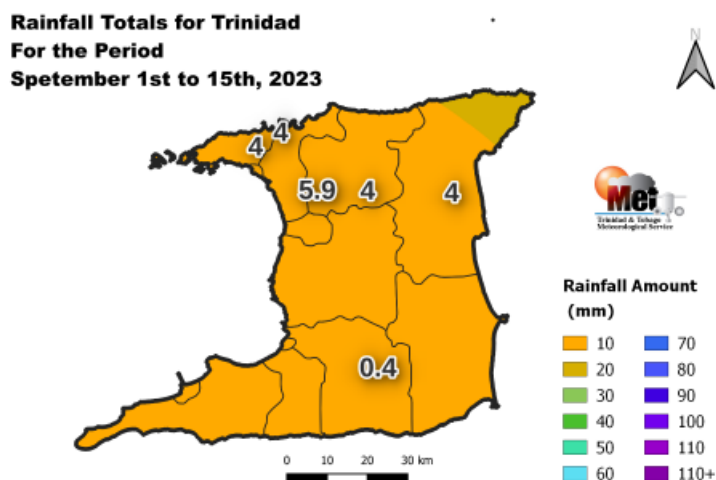 Rainfall Totals for Trinidad
For the Period
Spetember 1st to 15th, 2023
N
4
4
5.9
4
4
0.4
Met
Trinidad & Tobago
Meteorological Service
Rainfall Amount
(mm)
10
70
20
80
30
90
40
100
50
110
60
110+
0 10 20 30 km